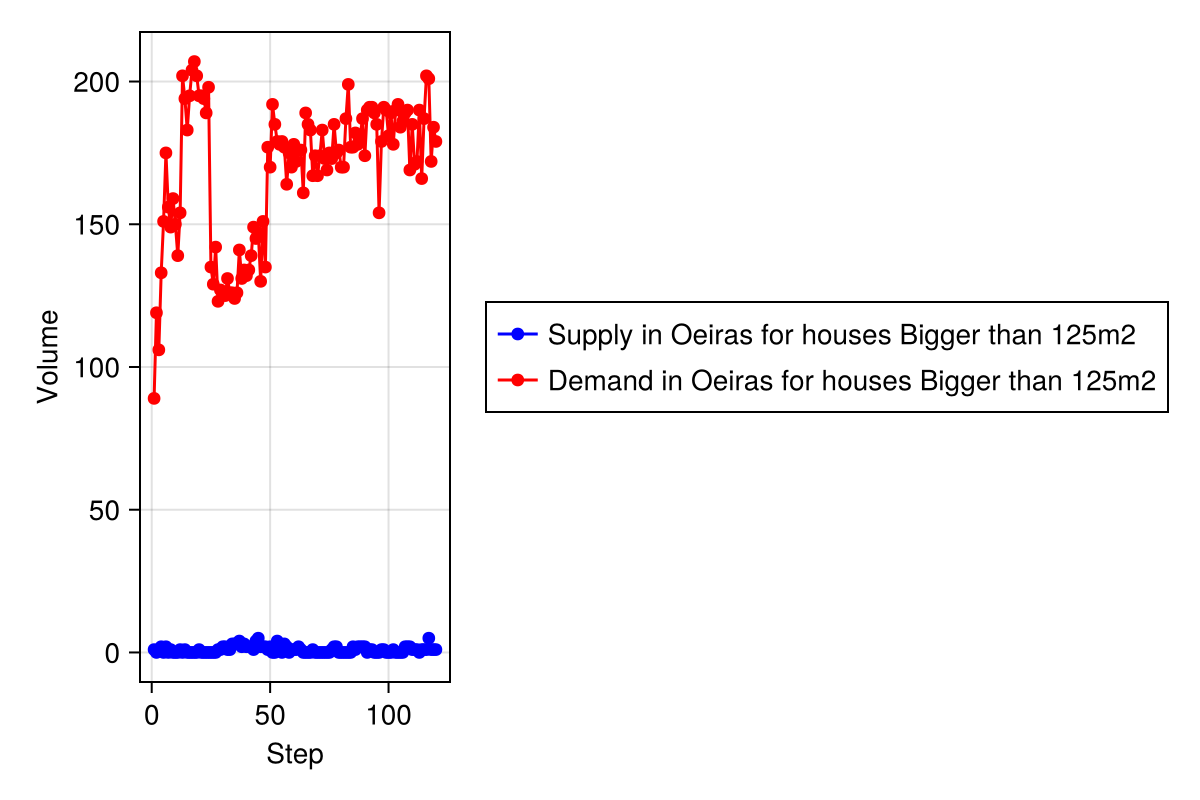 200
150
100
50
0
Volume
0 50 100
Step
Supply in Oeiras for houses Bigger than 125m2
Demand in Oeiras for houses Bigger than 125m2